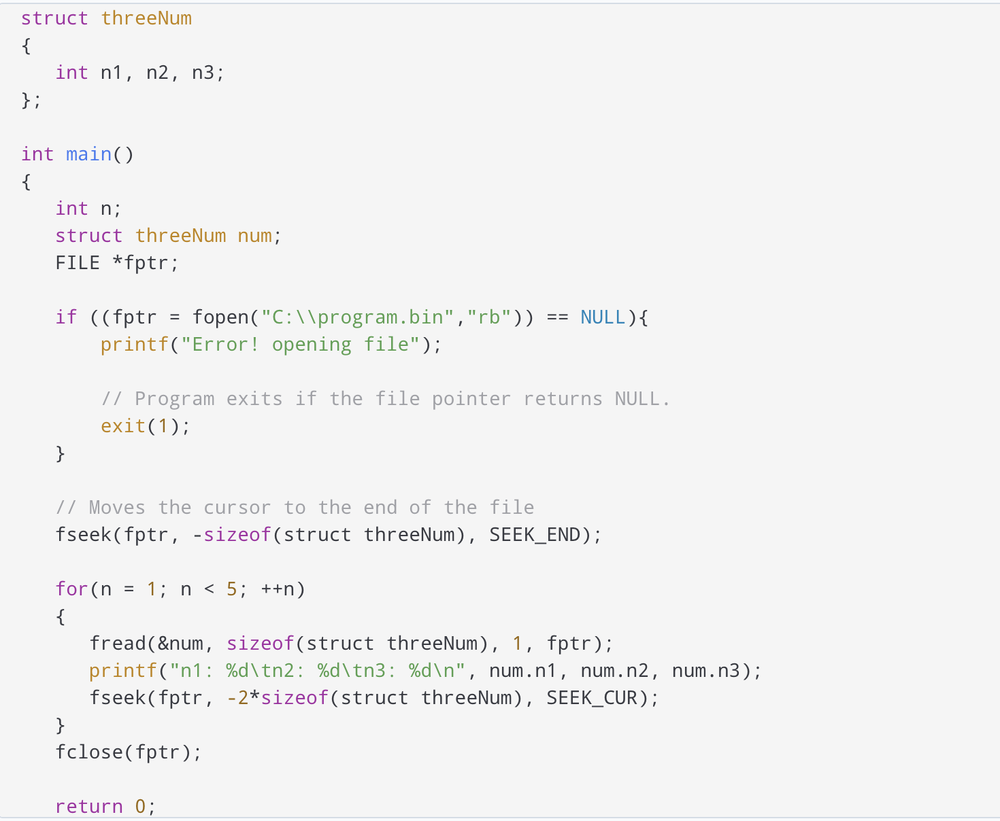 struct threeNum
{
   int n1, n2, n3;
};

int main()
{
   int n;
   struct threeNum num;
   FILE *fptr;

   if ((fptr = fopen("C:\\program.bin","rb")) == NULL){
       printf("Error! opening file");

       // Program exits if the file pointer returns NULL.
       exit(1);
   }

   // Moves the cursor to the end of the file
   fseek(fptr, -sizeof(struct threeNum), SEEK_END);

   for(n = 1; n < 5; ++n)
   {
      fread(&num, sizeof(struct threeNum), 1, fptr);
      printf("n1: %d\tn2: %d\tn3: %d\n", num.n1, num.n2, num.n3);
      fseek(fptr, -2*sizeof(struct threeNum), SEEK_CUR);
   }
   fclose(fptr);

   return 0;